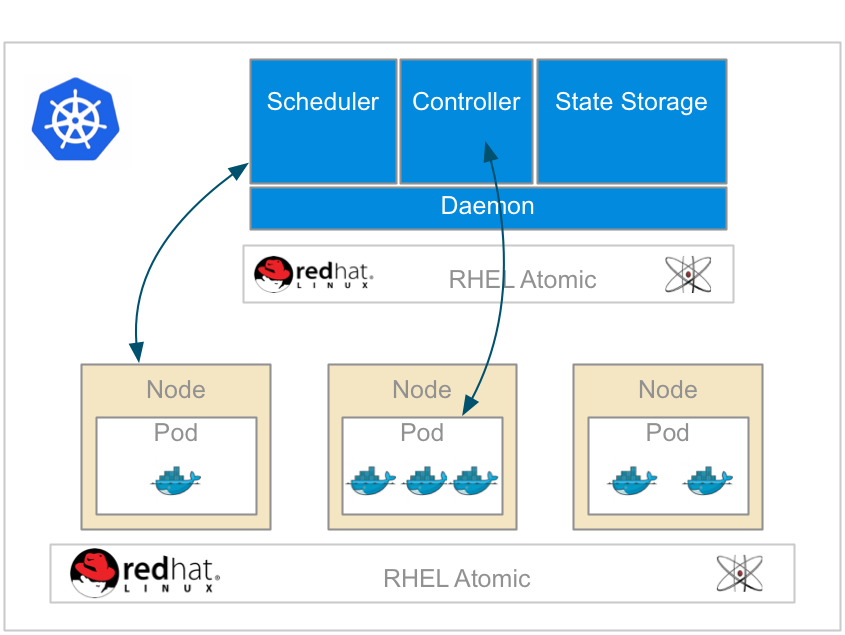 Scheduler
Controller
State Storage
Daemon
redhat.
LINUX
RHEL Atomic
Node
Node
Node
Pod
Pod
Pod
redhat.
LINUX
RHEL Atomic